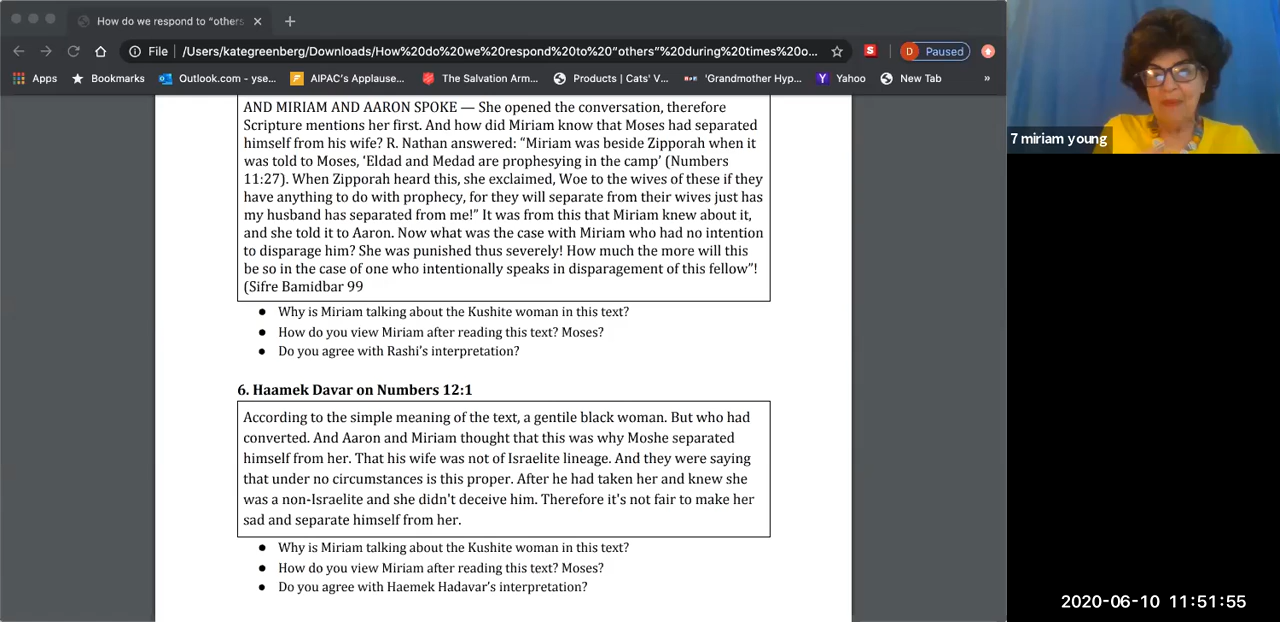 How do we respond to “others
File
/Users/kategreenberg/Downloads/How%20do%20we%20respond%20to%20“others”%20during%20times%20o...
S
D Paused
Apps
Bookmarks
Outlook.com - yse...
AIPAC's Applause...
The Salvation Arm...
Products | Cats' V...
'Grandmother Hyp...
Yahoo
New Tab
»
AND MIRIAM AND AARON SPOKE — She opened the conversation, therefore
Scripture mentions her first. And how did Miriam know that Moses had separated
himself from his wife? R. Nathan answered: “Miriam was beside Zipporah when it
was told to Moses, ‘Eldad and Medad are prophesying in the camp’ (Numbers
11:27). When Zipporah heard this, she exclaimed, Woe to the wives of these if they
have anything to do with prophecy, for they will separate from their wives just has
my husband has separated from me!” It was from this that Miriam knew about it,
and she told it to Aaron. Now what was the case with Miriam who had no intention
to disparage him? She was punished thus severely! How much the more will this
be so in the case of one who intentionally speaks in disparagement of this fellow”!
(Sifre Bamidbar 99
● Why is Miriam talking about the Kushite woman in this text?
● How do you view Miriam after reading this text? Moses?
● Do you agree with Rashi’s interpretation?
6. Haamek Davar on Numbers 12:1
According to the simple meaning of the text, a gentile black woman. But who had
converted. And Aaron and Miriam thought that this was why Moshe separated
himself from her. That his wife was not of Israelite lineage. And they were saying
that under no circumstances is this proper. After he had taken her and knew she
was a non-Israelite and she didn't deceive him. Therefore it's not fair to make her
sad and separate himself from her.
● Why is Miriam talking about the Kushite woman in this text?
● How do you view Miriam after reading this text? Moses?
● Do you agree with Haemek Hadavar’s interpretation?
7 miriam young
2020-06-10 11:51:55